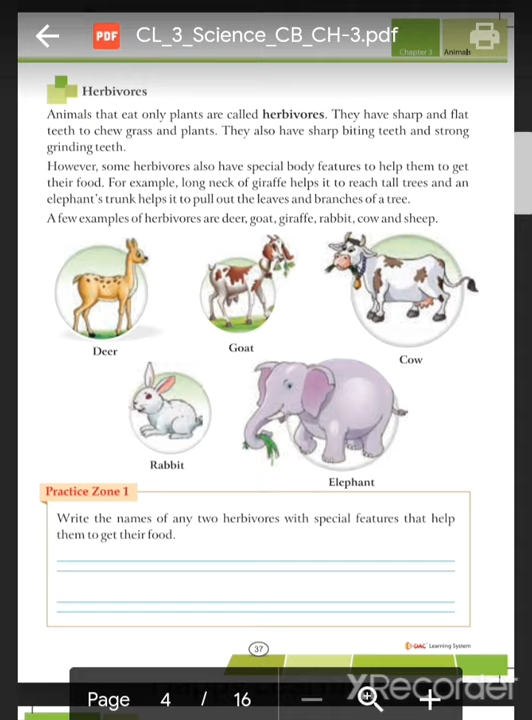 PDF CL_3_Science_CB_CH-3.pdf
Chapter 3 Animals
Herbivores
Animals that eat only plants are called herbivores. They have sharp and flat
teeth to chew grass and plants. They also have sharp biting teeth and strong
grinding teeth.
However, some herbivores also have special body features to help them to get
their food. For example, long neck of giraffe helps it to reach tall trees and an
elephant's trunk helps it to pull out the leaves and branches of a tree.
A few examples of herbivores are deer, goat, giraffe, rabbit, cow and sheep.
Deer
Goat
Cow
Rabbit
Elephant
Practice Zone 1
Write the names of any two herbivores with special features that help
them to get their food.
37
DAC Learning System
Page 4 / 16
XRecorder